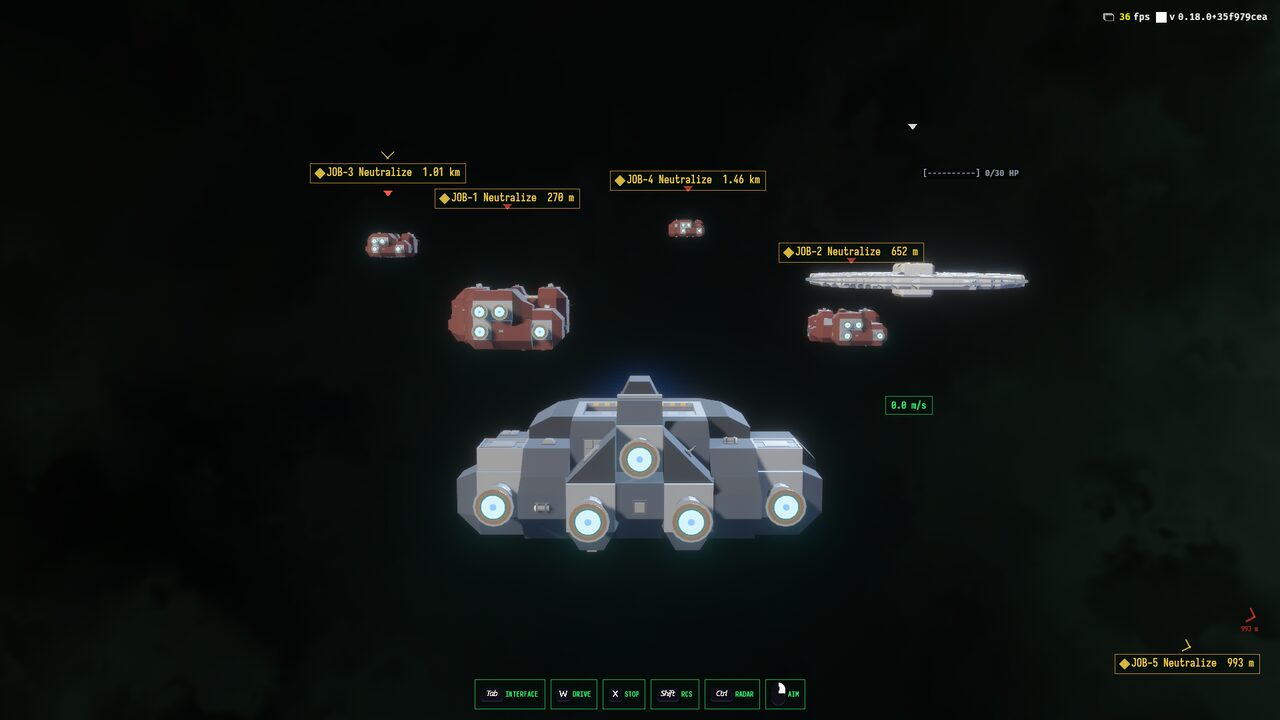 36 fps v 0.18.0+35f979cea
JOB-3 Neutralize 1.01 km
JOB-1 Neutralize 270 m
JOB-4 Neutralize 1.46 km
[----------] 0/30 HP
JOB-2 Neutralize 652 m
0.0 m/s
993 m
JOB-5 Neutralize 993 m
Tab INTERFACE W DRIVE X STOP Shift RCS Ctrl RADAR AIM